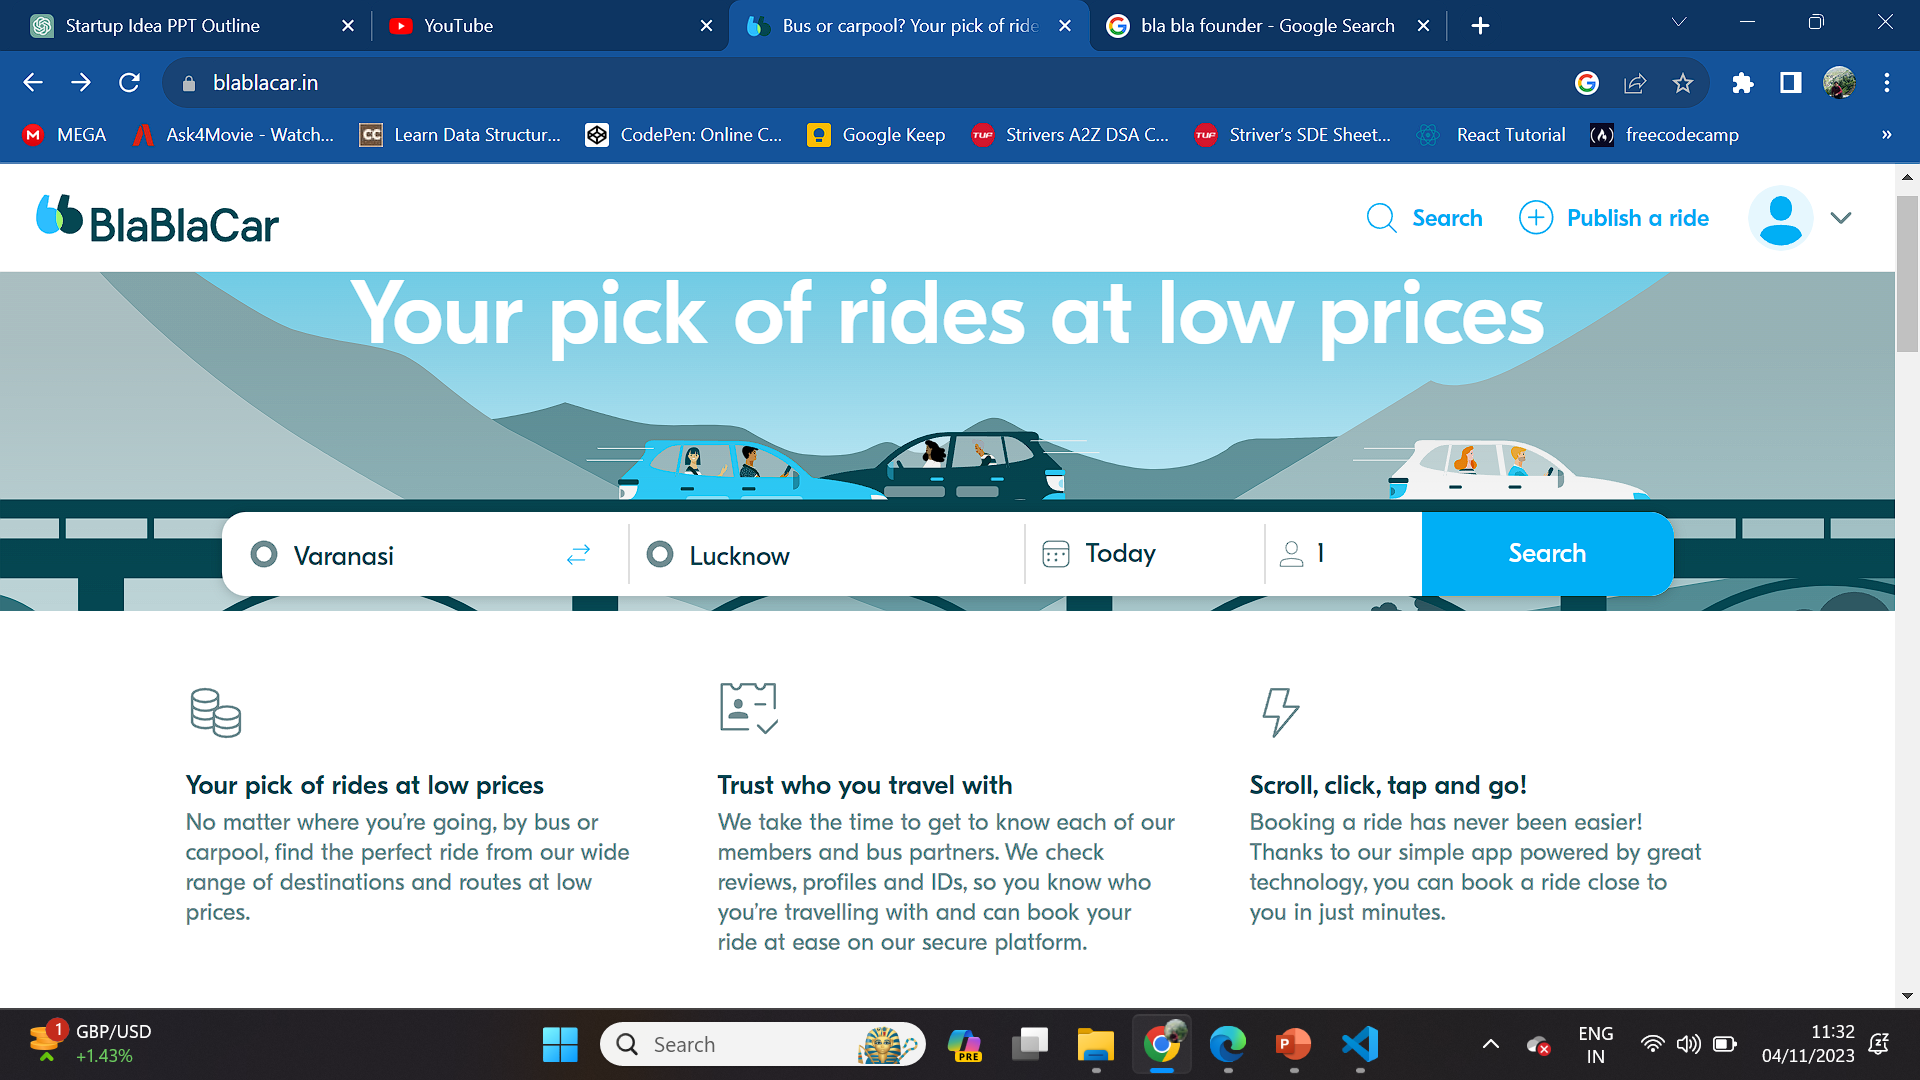 Startup Idea PPT Outline
YouTube
Bus or carpool? Your pick of ride
bla bla founder - Google Search
blablacar.in
MEGA
Ask4Movie - Watch...
Learn Data Structur...
CodePen: Online C...
Google Keep
Strivers A2Z DSA C...
Striver's SDE Sheet...
React Tutorial
freecodecamp
»
BlaBlaCar
Search
Publish a ride
Your pick of rides at low prices
Varanasi
Lucknow
Today
1
Search
Your pick of rides at low prices
No matter where you're going, by bus or
carpool, find the perfect ride from our wide
range of destinations and routes at low
prices.
Trust who you travel with
We take the time to get to know each of our
members and bus partners. We check
reviews, profiles and IDs, so you know who
you're travelling with and can book your
ride at ease on our secure platform.
Scroll, click, tap and go!
Booking a ride has never been easier!
Thanks to our simple app powered by great
technology, you can book a ride close to
you in just minutes.
1
GBP/USD
+1.43%
Search
PRE
ENG
IN
11:32
04/11/2023